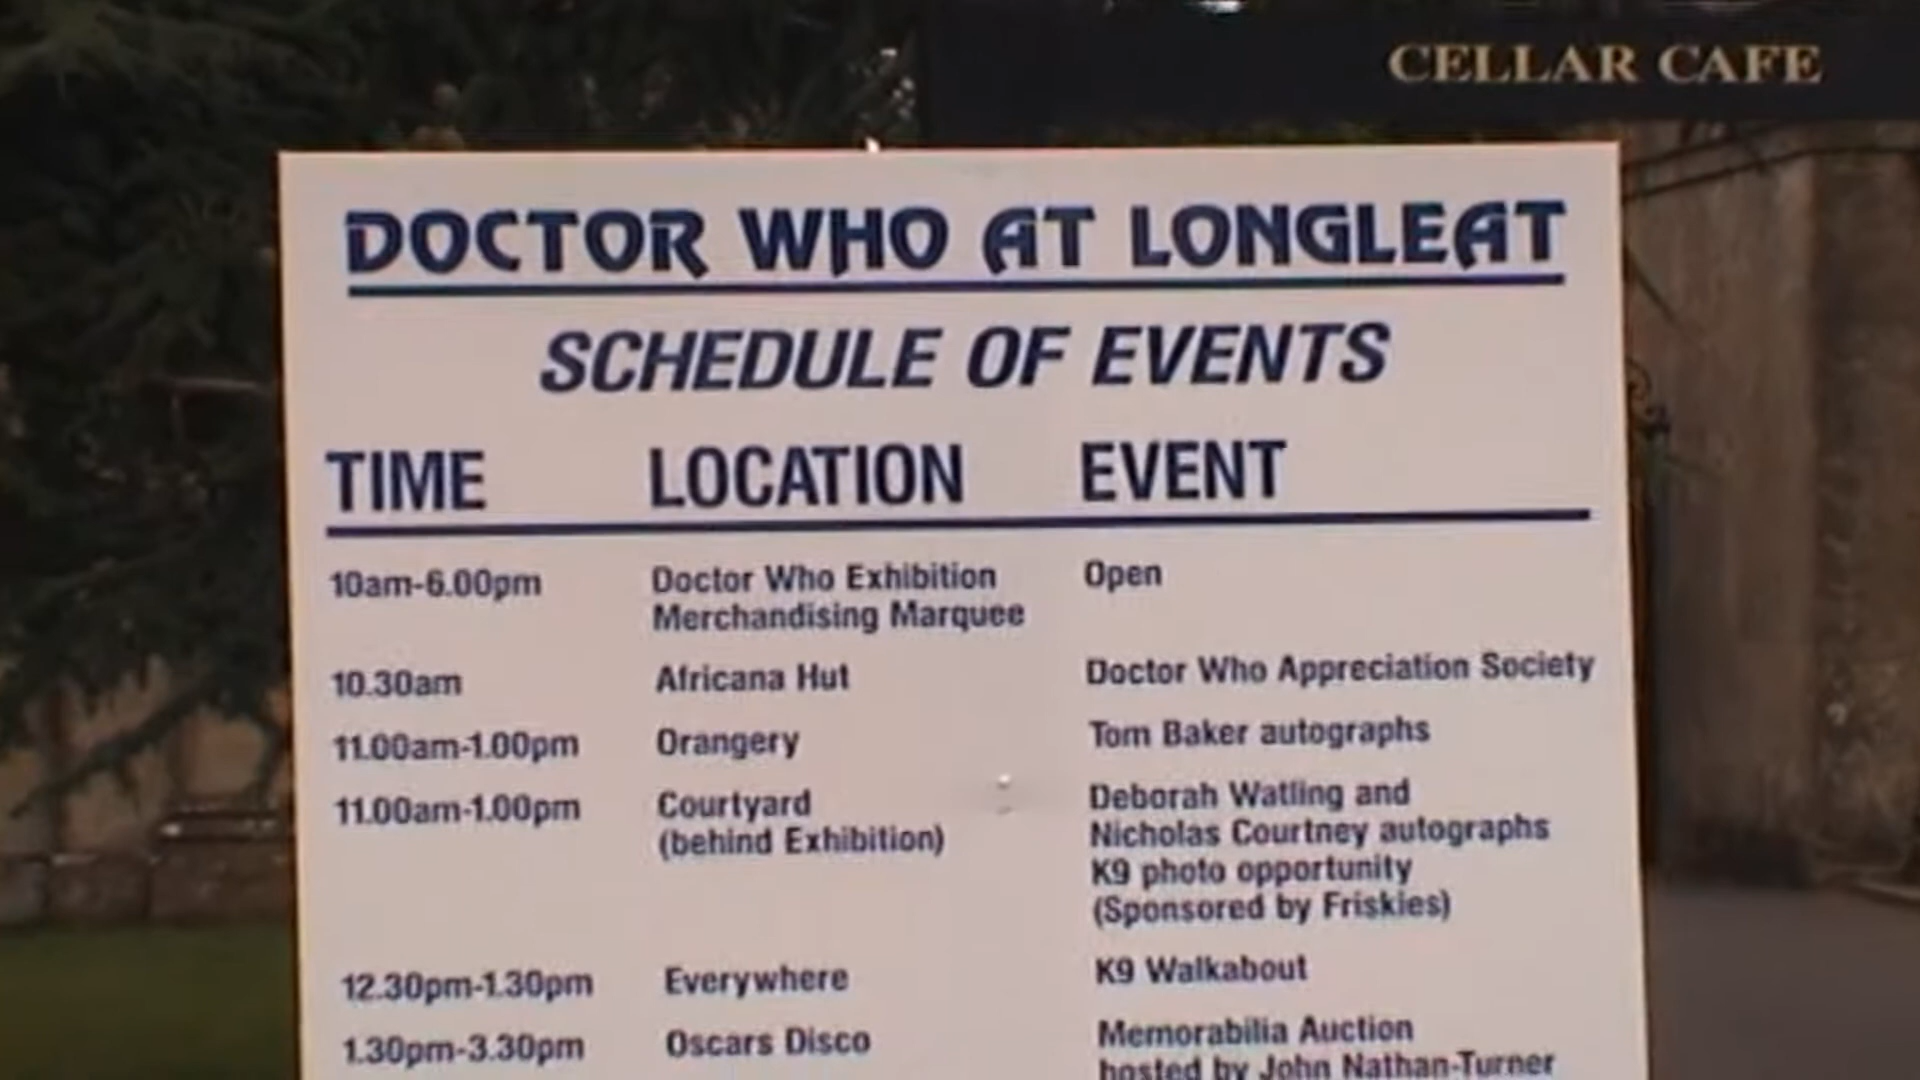 CELLAR CAFE
DOCTOR WHO AT LONGLEAT
SCHEDULE OF EVENTS
TIME LOCATION EVENT
10am-6.00pm Doctor Who Exhibition Open
Merchandising Marquee
10.30am Africana Hut Doctor Who Appreciation Society
11.00am-1.00pm Orangery Tom Baker autographs
11.00am-1.00pm Courtyard Deborah Watling and
(behind Exhibition) Nicholas Courtney autographs
K9 photo opportunity
(Sponsored by Friskies)
12.30pm-1.30pm Everywhere K9 Walkabout
1.30pm-3.30pm Oscars Disco Memorabilia Auction
hosted by John Nathan-Turner